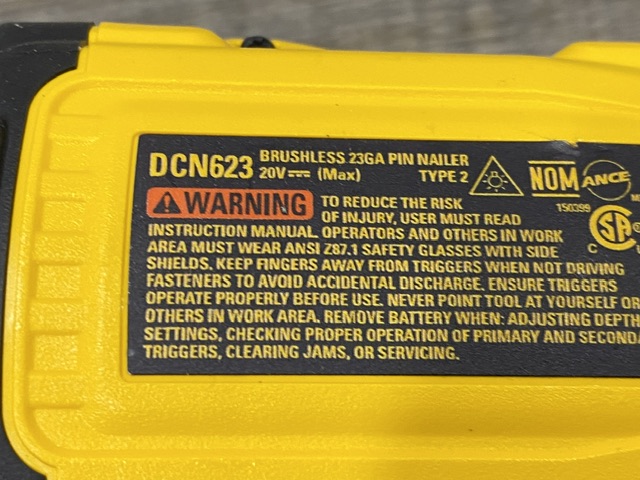 DCN623 BRUSHLESS 23GA PIN NAILER
20V (Max) TYPE 2
NOM ANCE
150399
WARNING TO REDUCE THE RISK
OF INJURY, USER MUST READ
INSTRUCTION MANUAL. OPERATORS AND OTHERS IN WORK
AREA MUST WEAR ANSI Z87.1 SAFETY GLASSES WITH SIDE
SHIELDS. KEEP FINGERS AWAY FROM TRIGGERS WHEN NOT DRIVING
FASTENERS TO AVOID ACCIDENTAL DISCHARGE. ENSURE TRIGGERS
OPERATE PROPERLY BEFORE USE. NEVER POINT TOOL AT YOURSELF OR
OTHERS IN WORK AREA. REMOVE BATTERY WHEN: ADJUSTING DEPTH
SETTINGS, CHECKING PROPER OPERATION OF PRIMARY AND SECONDA
TRIGGERS, CLEARING JAMS, OR SERVICING.
SA
C